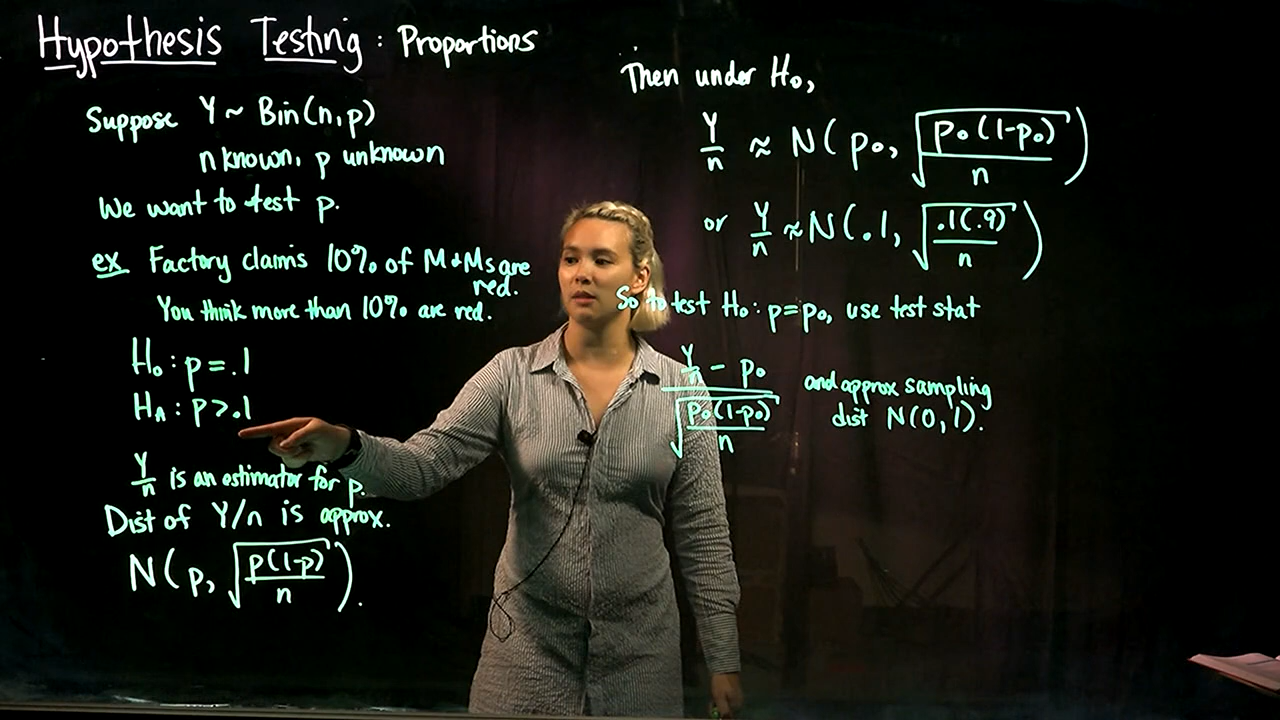 Hypothesis Testing : Proportions
Suppose Y ~ Bin(n, p)
n known, p unknown
We want to test p.
ex Factory claims 10% of M+Ms are
red.
You think more than 10% are red.
H₀ : p = .1
H_A : p > .1
Y/n is an estimator for p.
Dist of Y/n is approx.
N(p, √(p(1-p)/n)).
Then under H₀,
Y/n ≈ N(p₀, √(p₀(1-p₀)/n))
or Y/n ≈ N(.1, √(.1(.9)/n))
So to test H₀ : p = p₀, use test stat
(Y/n - p₀)/√(p₀(1-p₀)/n) and approx sampling
dist N(0, 1).